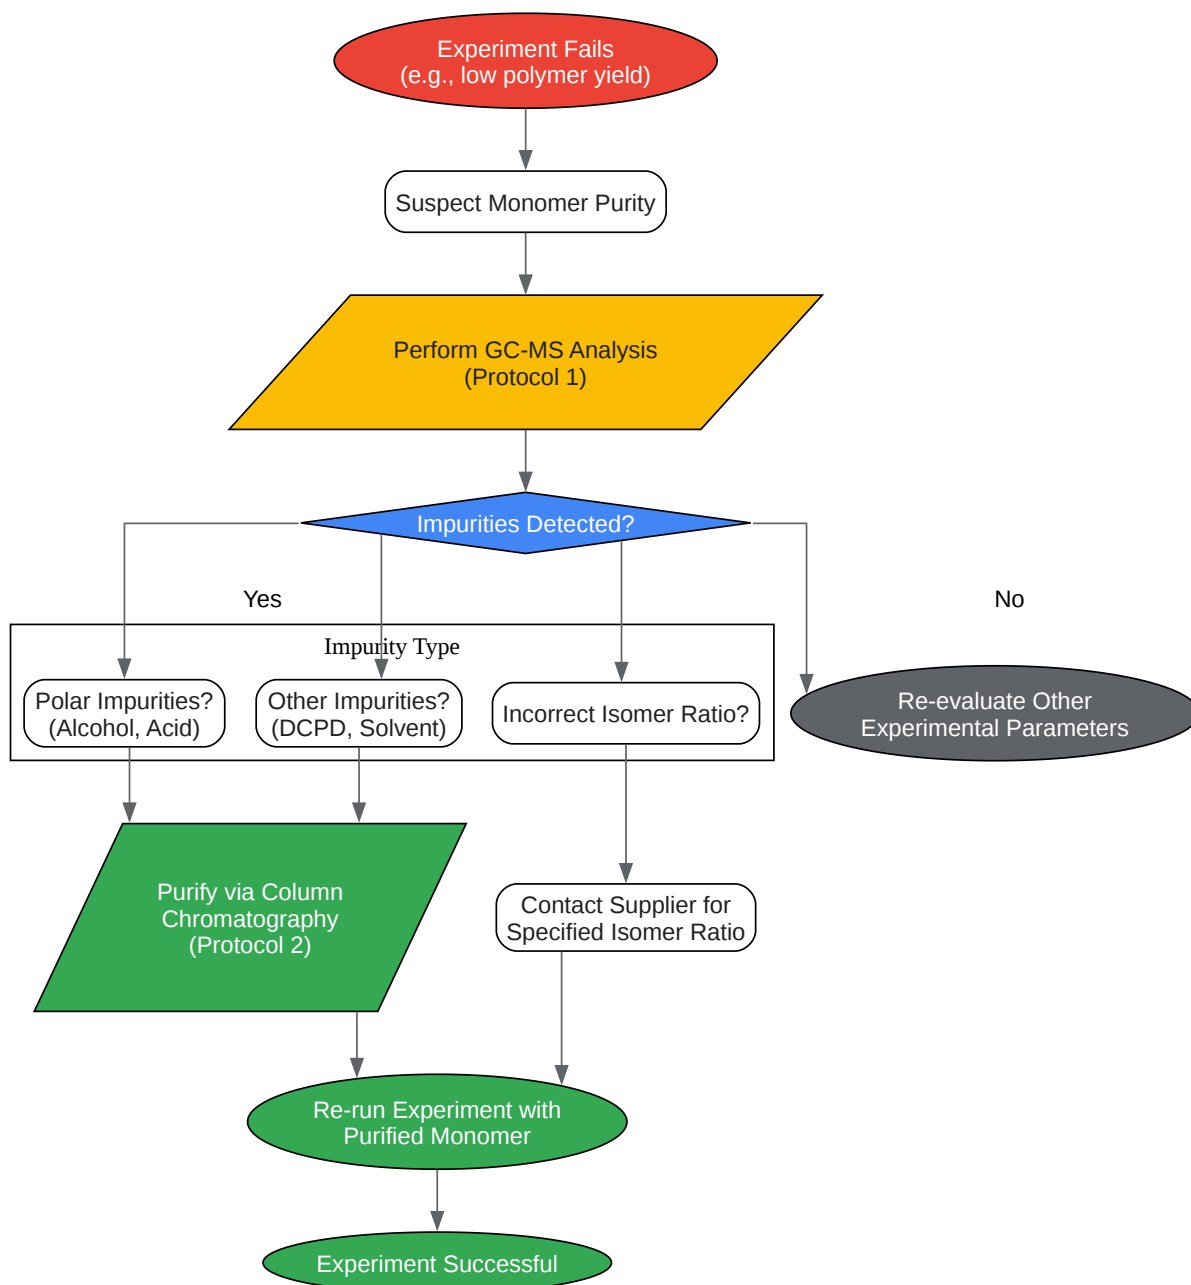 Experiment Fails
(e.g., low polymer yield)
Suspect Monomer Purity
Perform GC-MS Analysis
(Protocol 1)
Impurities Detected?
Yes
No
Impurity Type
Polar Impurities?
(Alcohol, Acid)
Other Impurities?
(DCPD, Solvent)
Incorrect Isomer Ratio?
Re-evaluate Other
Experimental Parameters
Purify via Column
Chromatography
(Protocol 2)
Contact Supplier for
Specified Isomer Ratio
Re-run Experiment with
Purified Monomer
Experiment Successful